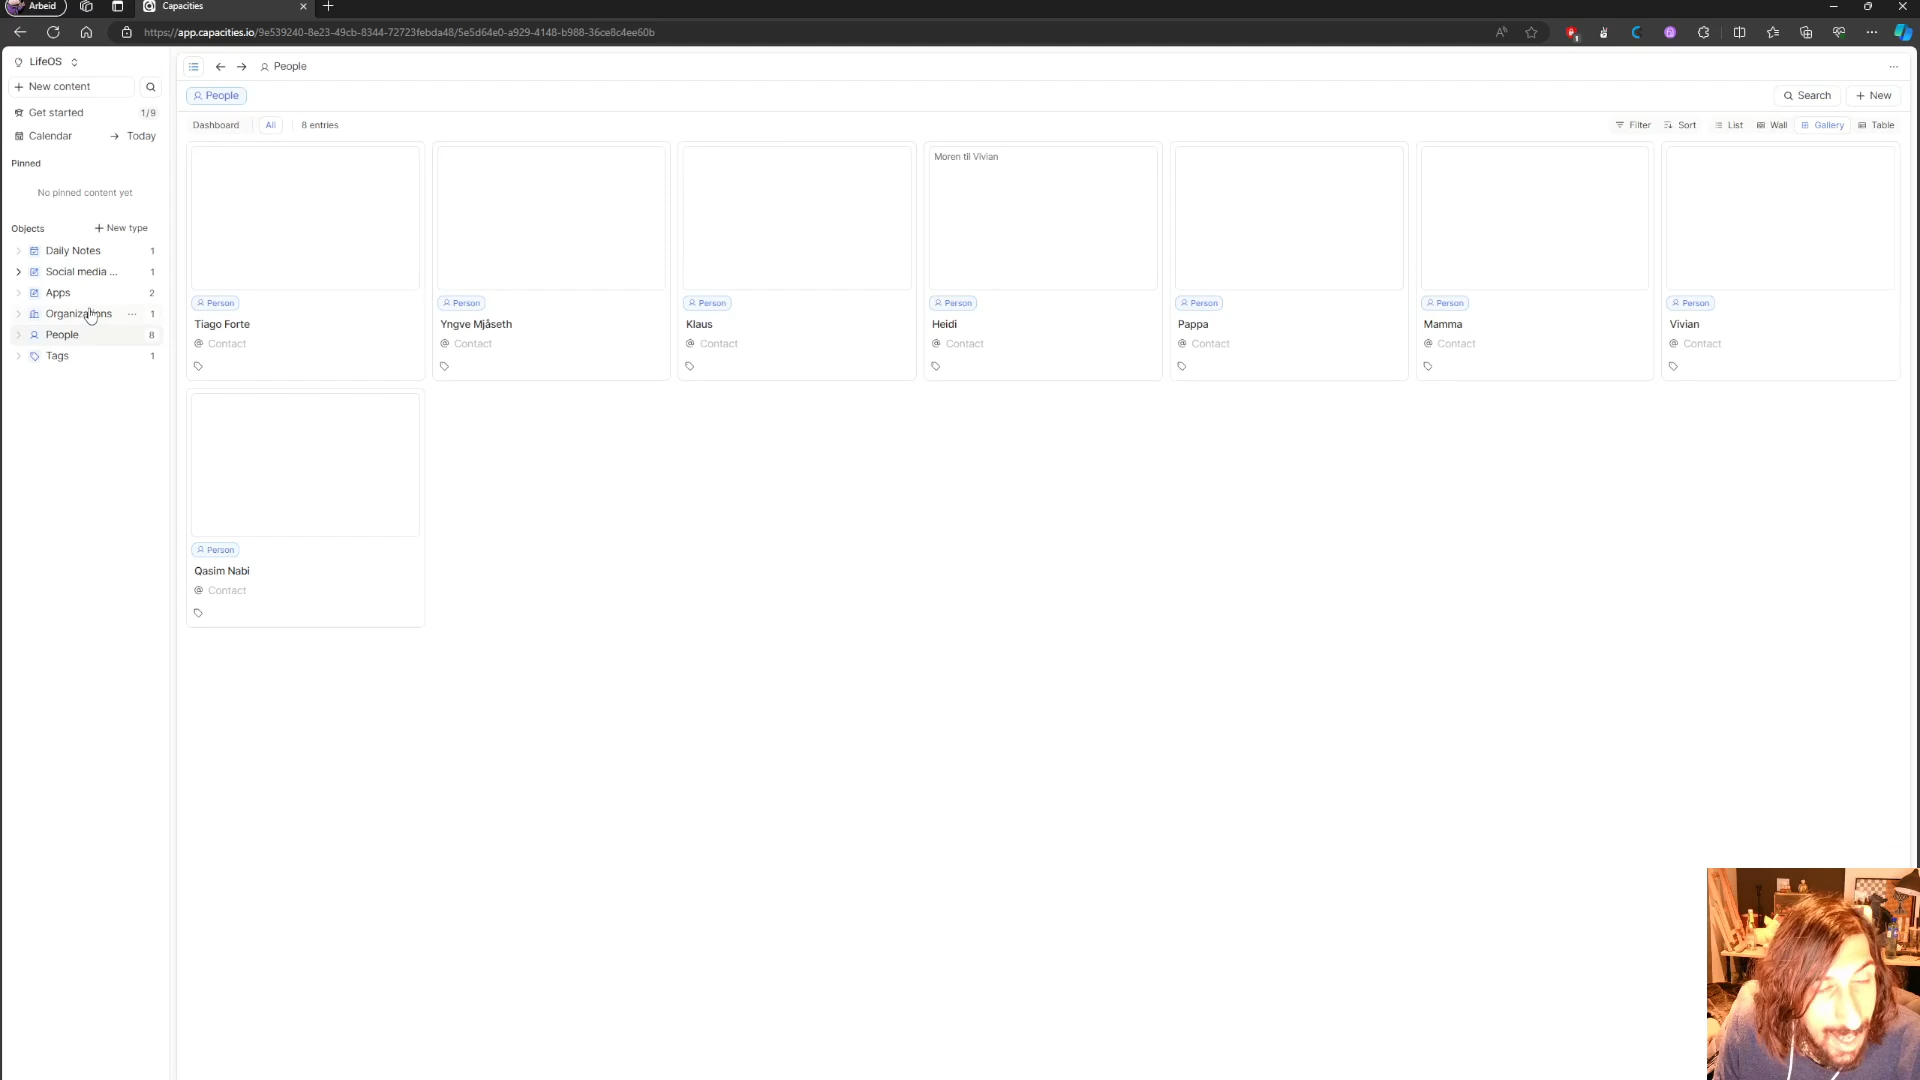 Arbeid
Capacities
https://app.capacities.io/9e539240-8e23-49cb-8344-72723febda48/5e5d64e0-a929-4148-b988-36ce8c4ee60b
LifeOS
New content
Get started 1/9
Calendar → Today
Pinned
No pinned content yet
Objects + New type
Daily Notes 1
Social media ... 1
Apps 2
Organizations ... 1
People 8
Tags 1
People
People
Search + New
Dashboard All 8 entries
Filter Sort List Wall Gallery Table
Moren til Vivian
Person
Tiago Forte
@ Contact
Person
Yngve Mjåseth
@ Contact
Person
Klaus
@ Contact
Person
Heidi
@ Contact
Person
Pappa
@ Contact
Person
Mamma
@ Contact
Person
Vivian
@ Contact
Person
Qasim Nabi
@ Contact